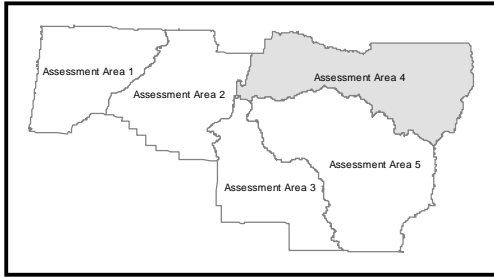 Assessment Area 1
Assessment Area 2
Assessment Area 4
Assessment Area 3
Assessment Area 5